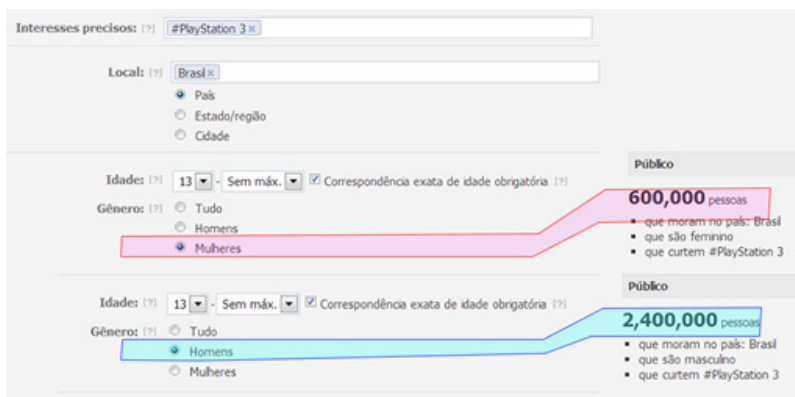 Interesses precisos: [?] #PlayStation 3 x
Local: [?] Brasil x
País
Estado/região
Cidade
Idade: [?] 13 - Sem máx. Correspondência exata de idade obrigatória [?]
Gênero: [?] Tudo
Homens
Mulheres
Público
600,000 pessoas
que moram no país: Brasil
que são feminino
que curtem #PlayStation 3
Idade: [?] 13 - Sem máx. Correspondência exata de idade obrigatória [?]
Gênero: [?] Tudo
Homens
Mulheres
Público
2,400,000 pessoas
que moram no país: Brasil
que são masculino
que curtem #PlayStation 3